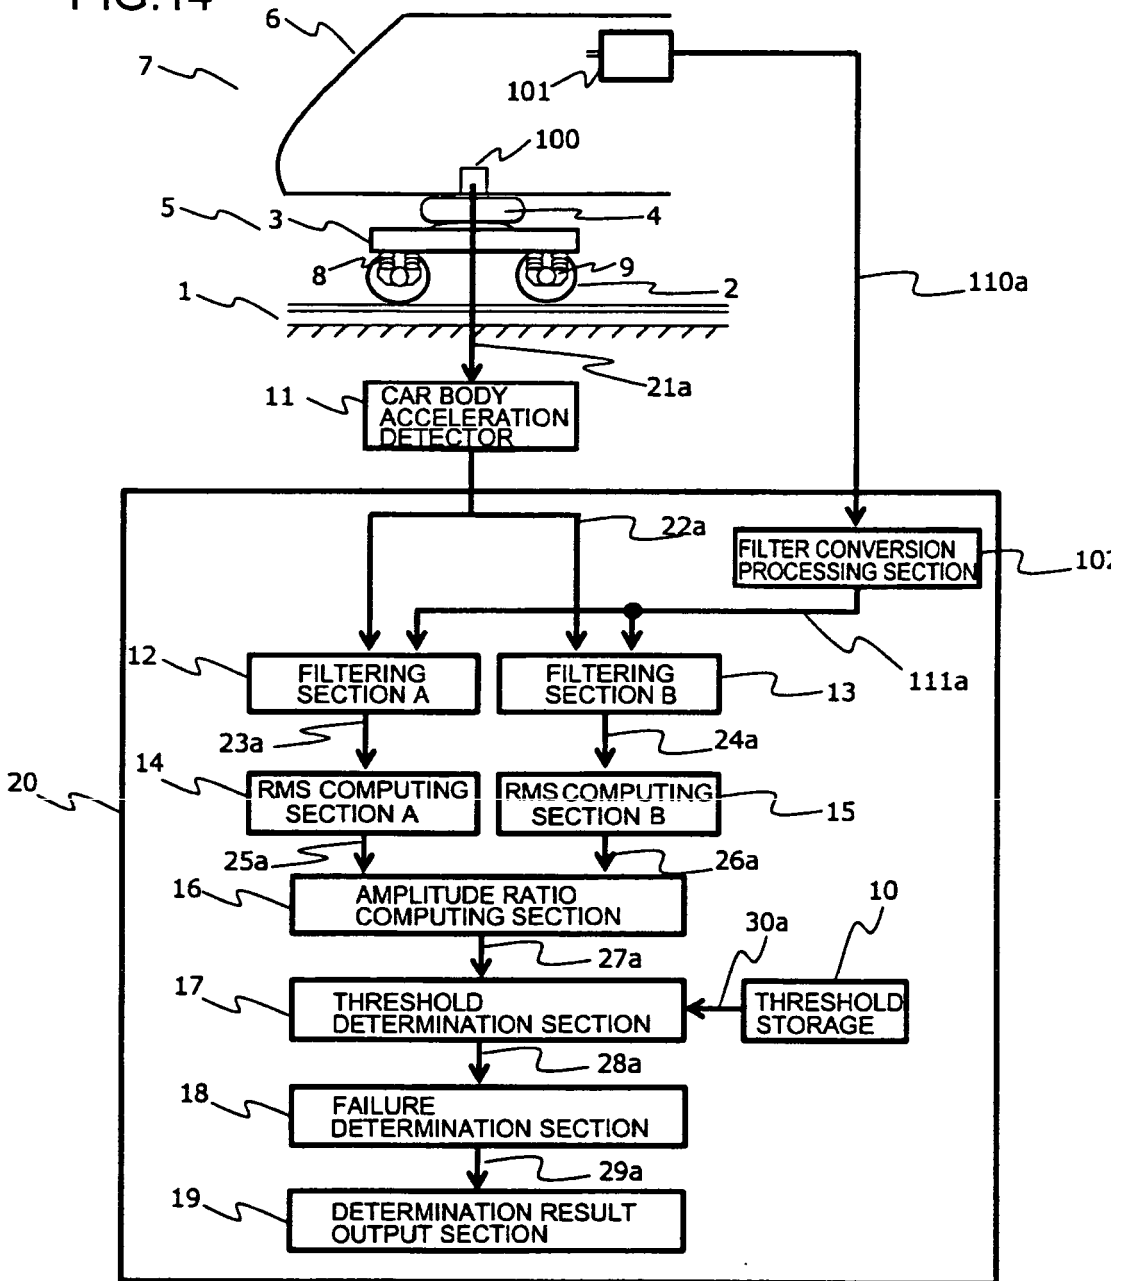 FIG.14
6
7
101
100
5
3
4
8
9
2
1
110a
21a
11
CAR BODY
ACCELERATION
DETECTOR
22a
FILTER CONVERSION
PROCESSING SECTION
102
12
FILTERING
SECTION A
FILTERING
SECTION B
13
111a
23a
24a
20
14
RMS COMPUTING
SECTION A
RMS COMPUTING
SECTION B
15
25a
26a
16
AMPLITUDE RATIO
COMPUTING SECTION
10
30a
27a
17
THRESHOLD
DETERMINATION SECTION
THRESHOLD
STORAGE
28a
18
FAILURE
DETERMINATION SECTION
29a
19
DETERMINATION RESULT
OUTPUT SECTION